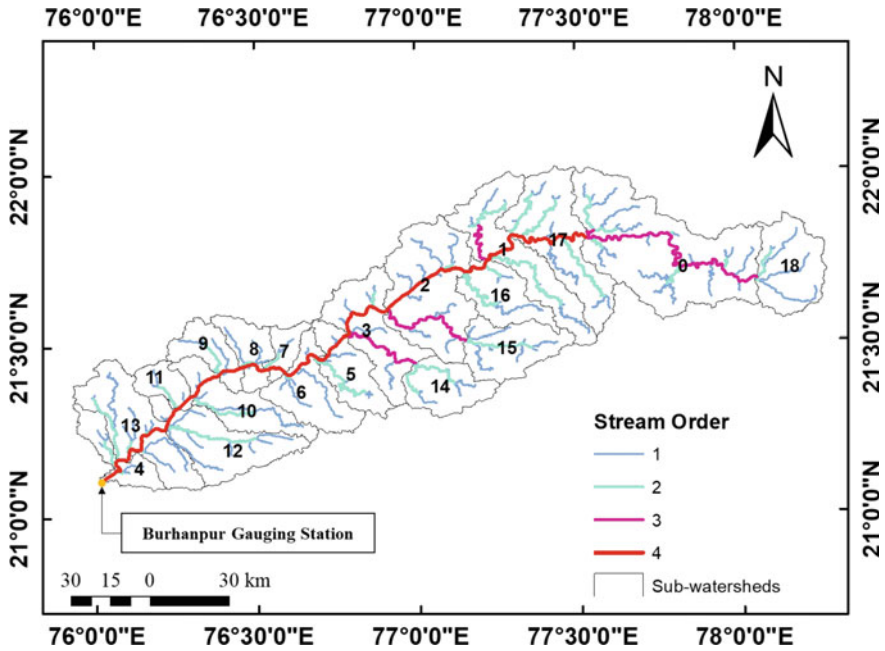 76°0'0"E 76°30'0"E 77°0'0"E 77°30'0"E 78°0'0"E
N
22°0'0"N 22°0'0"N
17
1
0 18
2
16
3
21°30'0"N 21°30'0"N
9 8 7
15
11 5 14
6
10
13
12
4
Stream Order
1
2
3
4
Sub-watersheds
21°0'0"N 21°0'0"N
Burhanpur Gauging Station
30 15 0 30 km
76°0'0"E 76°30'0"E 77°0'0"E 77°30'0"E 78°0'0"E